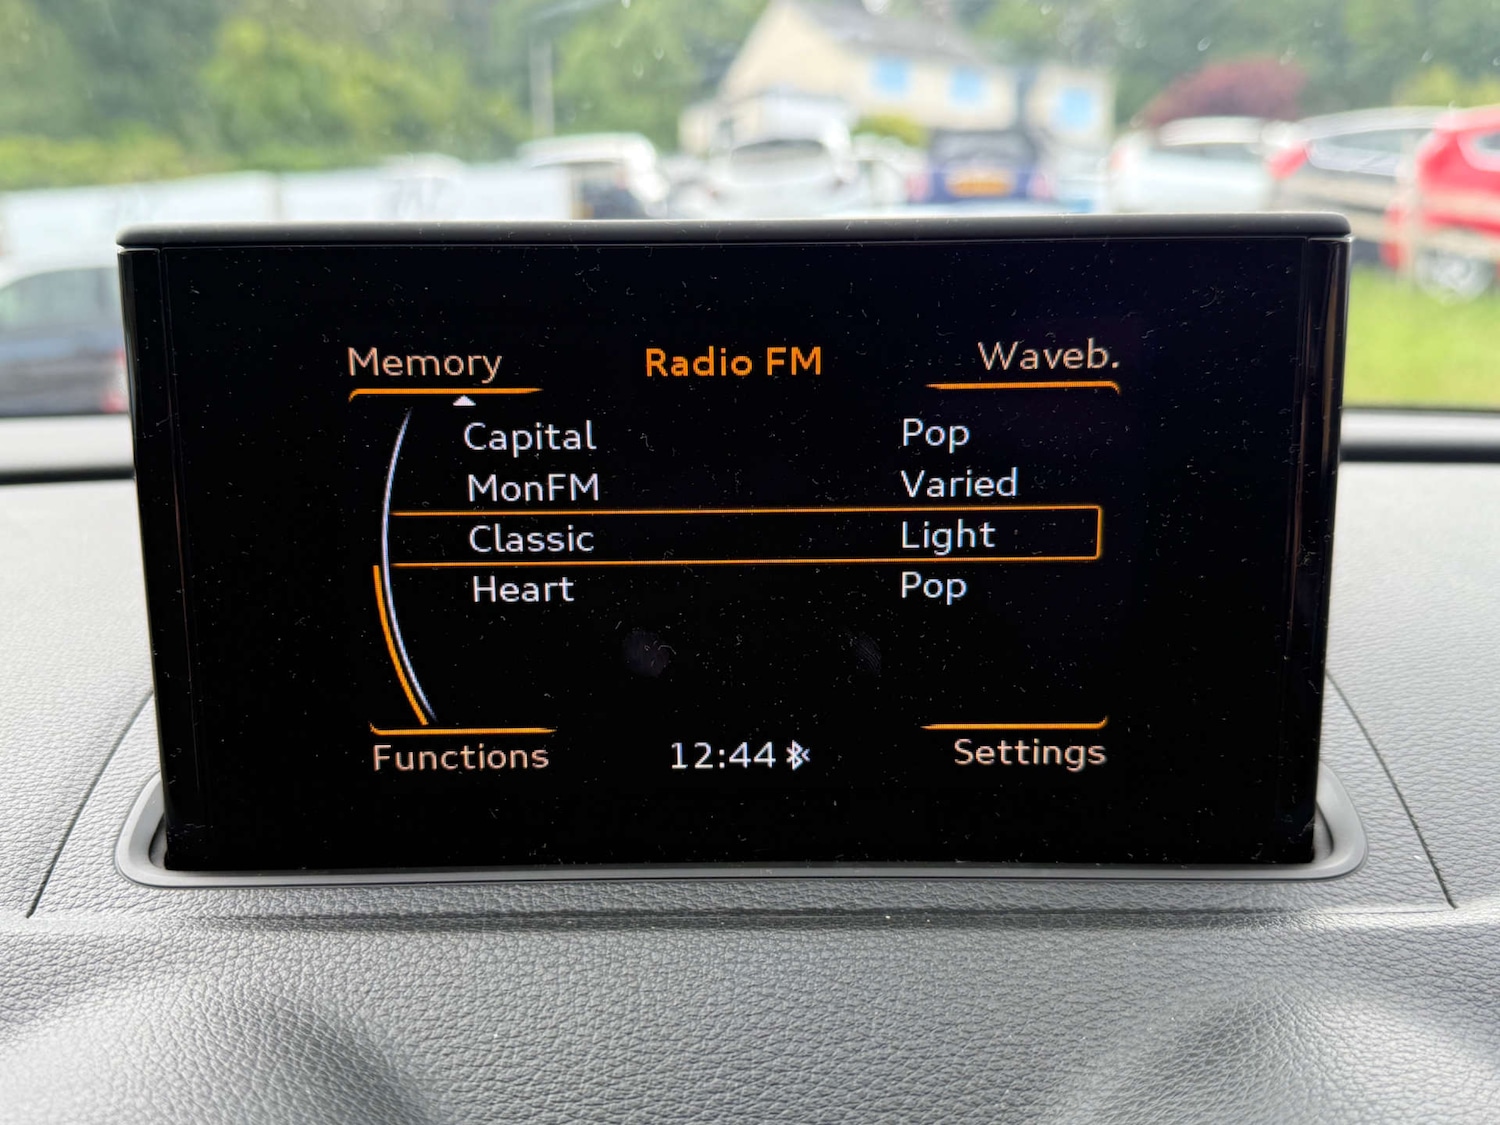 Memory Radio FM Waveb.
Capital Pop
MonFM Varied
Classic Light
Heart Pop
Functions 12:44 Settings